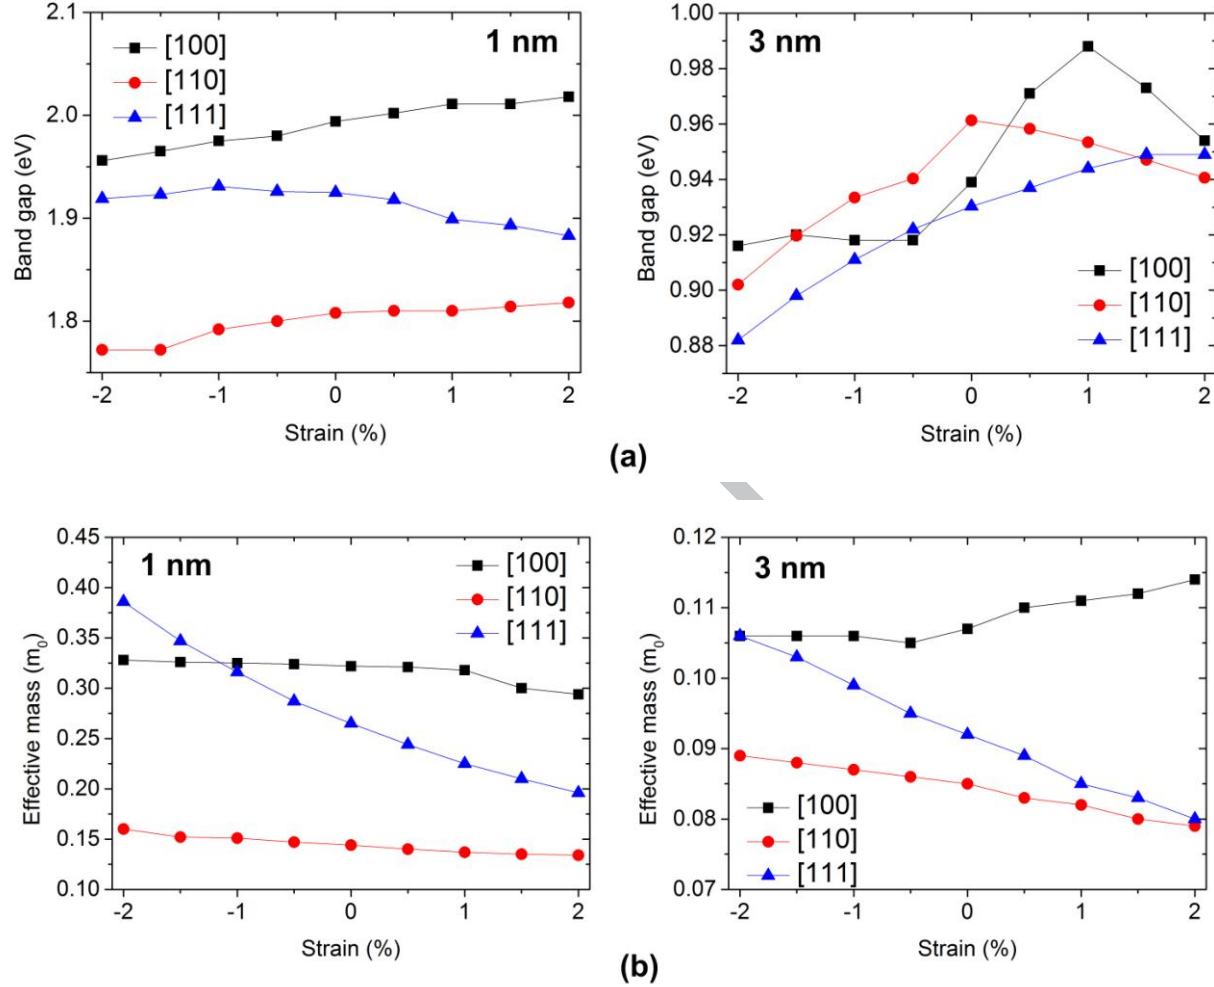 2.1
2.0
1.9
1.8
Band gap (eV)
[100]
[110]
[111]
1 nm
-2 -1 0 1 2
Strain (%)
1.00
0.98
0.96
0.94
0.92
0.90
0.88
Band gap (eV)
3 nm
[100]
[110]
[111]
-2 -1 0 1 2
Strain (%)
(a)
0.45
0.40
0.35
0.30
0.25
0.20
0.15
0.10
Effective mass (m0)
1 nm
[100]
[110]
[111]
-2 -1 0 1 2
Strain (%)
0.12
0.11
0.10
0.09
0.08
0.07
Effective mass (m0)
3 nm
[100]
[110]
[111]
-2 -1 0 1 2
Strain (%)
(b)